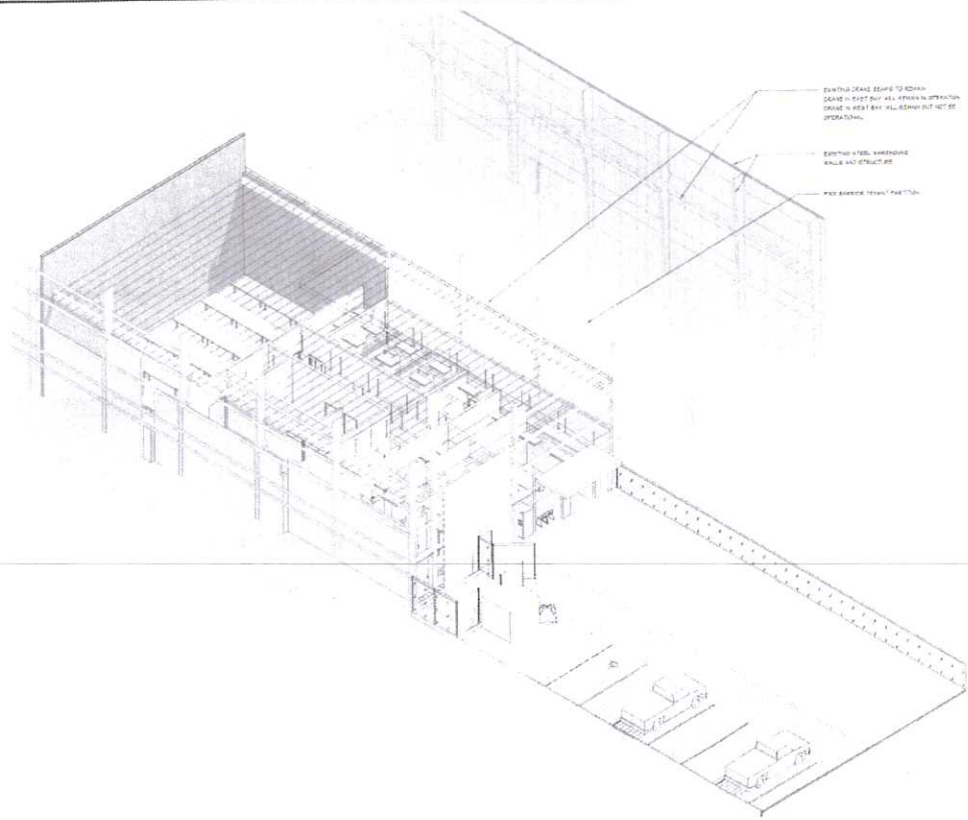 EXISTING CRANE BEAMS TO REMAIN
CRANE IN EAST BAY WILL REMAIN IN OPERATION
CRANE IN WEST BAY WILL REMAIN BUT NOT BE
OPERATIONAL
EXISTING STEEL WAREHOUSE
WALLS AND STRUCTURE
BARRIER TENANT PARTITION